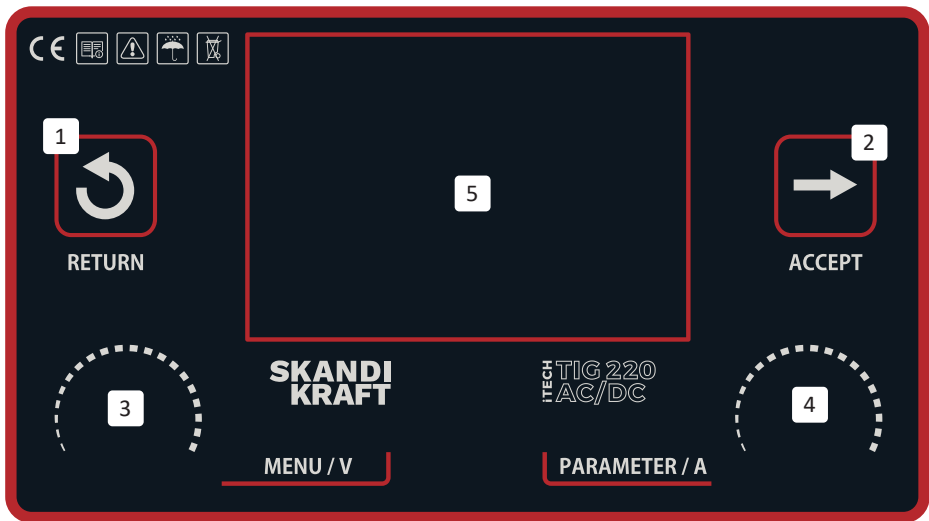 CE
1
2
5
RETURN
ACCEPT
SKANDI
KRAFT
ITECH
TIG 220
AC/DC
3
4
MENU / V
PARAMETER / A